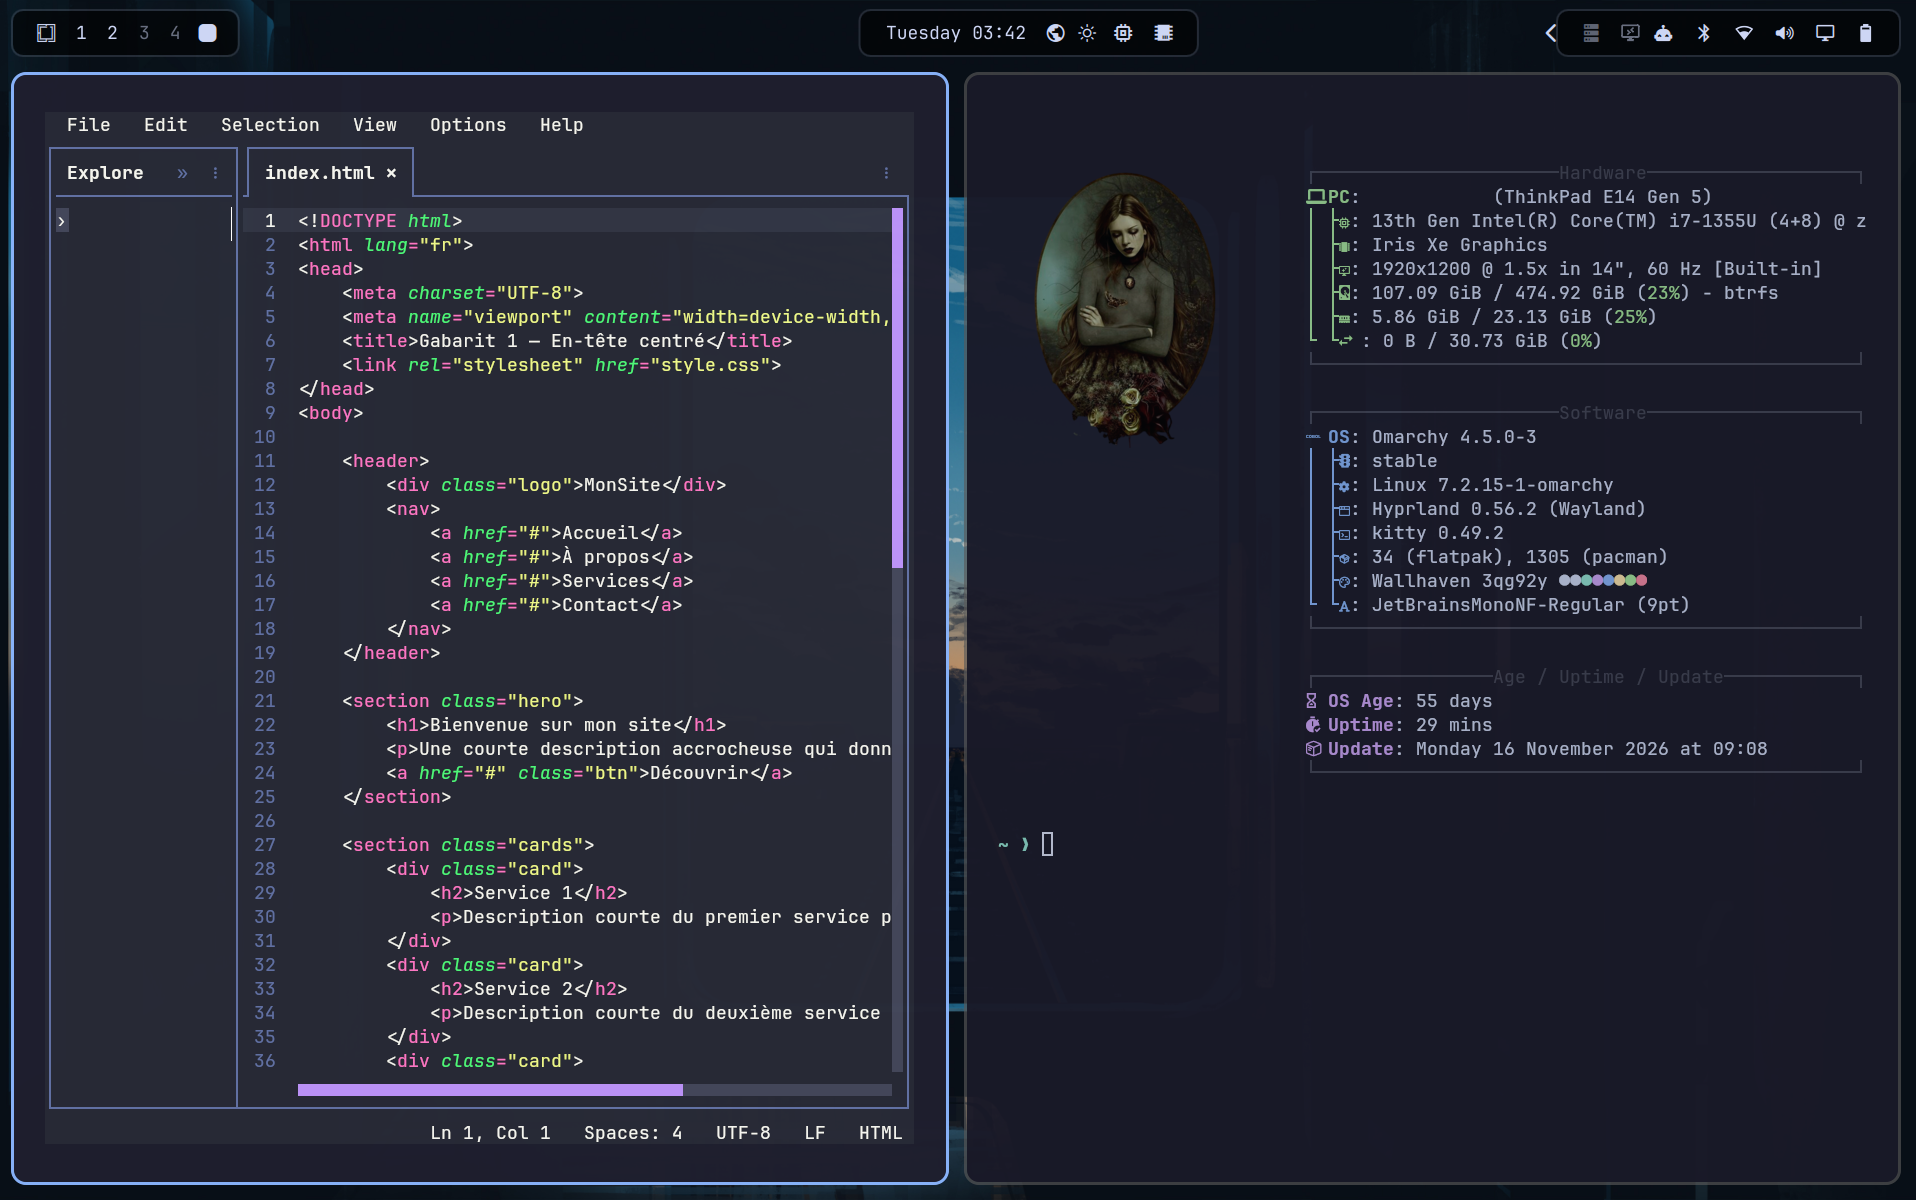 1 2 3 4
Tuesday 03:42
File Edit Selection View Options Help
Explore » ⋮
index.html × ⋮
›
1 <!DOCTYPE html>
2 <html lang="fr">
3 <head>
4 <meta charset="UTF-8">
5 <meta name="viewport" content="width=device-width,
6 <title>Gabarit 1 — En-tête centré</title>
7 <link rel="stylesheet" href="style.css">
8 </head>
9 <body>
10
11 <header>
12 <div class="logo">MonSite</div>
13 <nav>
14 <a href="#">Accueil</a>
15 <a href="#">À propos</a>
16 <a href="#">Services</a>
17 <a href="#">Contact</a>
18 </nav>
19 </header>
20
21 <section class="hero">
22 <h1>Bienvenue sur mon site</h1>
23 <p>Une courte description accrocheuse qui donn
24 <a href="#" class="btn">Découvrir</a>
25 </section>
26
27 <section class="cards">
28 <div class="card">
29 <h2>Service 1</h2>
30 <p>Description courte du premier service p
31 </div>
32 <div class="card">
33 <h2>Service 2</h2>
34 <p>Description courte du deuxième service
35 </div>
36 <div class="card">
Ln 1, Col 1 Spaces: 4 UTF-8 LF HTML
Hardware
PC: (ThinkPad E14 Gen 5)
: 13th Gen Intel(R) Core(TM) i7-1355U (4+8) @ z
: Iris Xe Graphics
: 1920x1200 @ 1.5x in 14", 60 Hz [Built-in]
: 107.09 GiB / 474.92 GiB (23%) - btrfs
: 5.86 GiB / 23.13 GiB (25%)
: 0 B / 30.73 GiB (0%)
Software
OS: Omarchy 4.5.0-3
: stable
: Linux 7.2.15-1-omarchy
: Hyprland 0.56.2 (Wayland)
: kitty 0.49.2
: 34 (flatpak), 1305 (pacman)
: Wallhaven 3qg92y
: JetBrainsMonoNF-Regular (9pt)
Age / Uptime / Update
OS Age: 55 days
Uptime: 29 mins
Update: Monday 16 November 2026 at 09:08
~ ❯